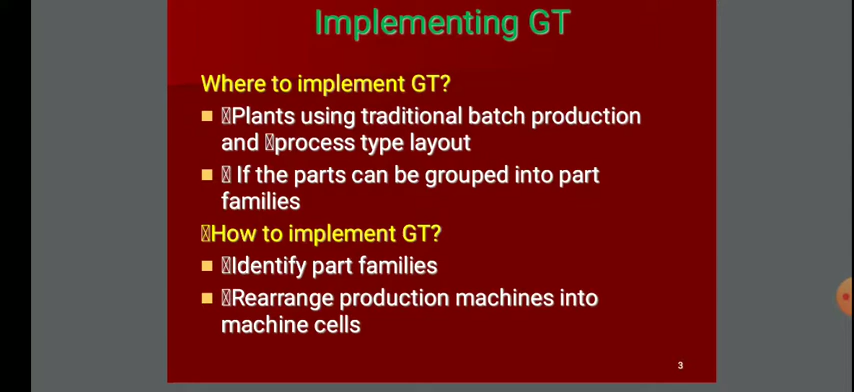 Implementing GT
Where to implement GT?
Plants using traditional batch production
and process type layout
If the parts can be grouped into part
families
How to implement GT?
Identify part families
Rearrange production machines into
machine cells
3